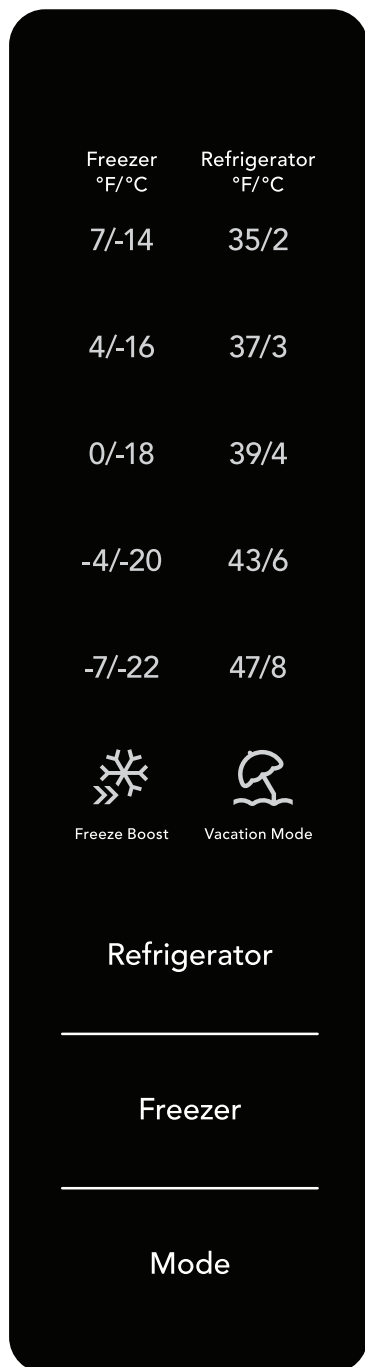 Freezer Refrigerator
°F/°C °F/°C
7/-14 35/2
4/-16 37/3
0/-18 39/4
-4/-20 43/6
-7/-22 47/8
Freeze Boost Vacation Mode
Refrigerator
Freezer
Mode